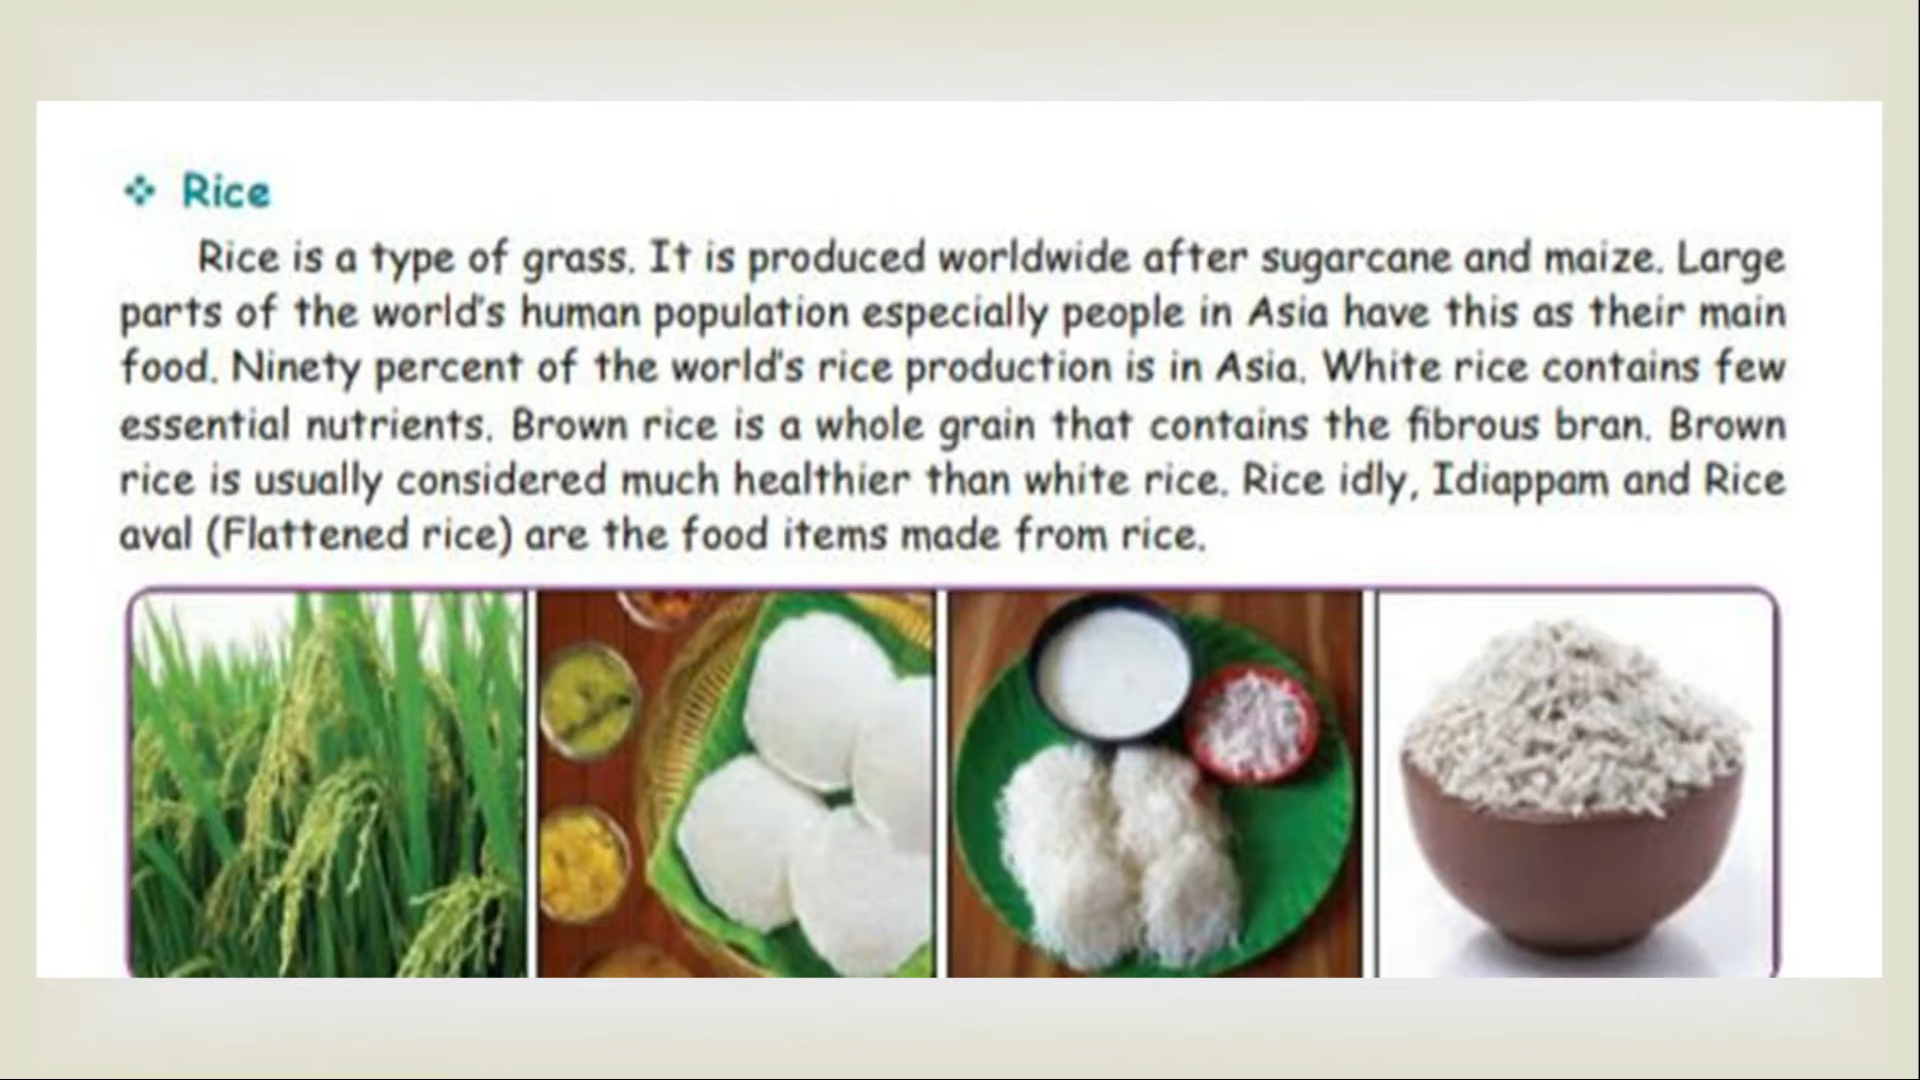 ❖ Rice
Rice is a type of grass. It is produced worldwide after sugarcane and maize. Large
parts of the world's human population especially people in Asia have this as their main
food. Ninety percent of the world's rice production is in Asia. White rice contains few
essential nutrients. Brown rice is a whole grain that contains the fibrous bran. Brown
rice is usually considered much healthier than white rice. Rice idly, Idiappam and Rice
aval (Flattened rice) are the food items made from rice.